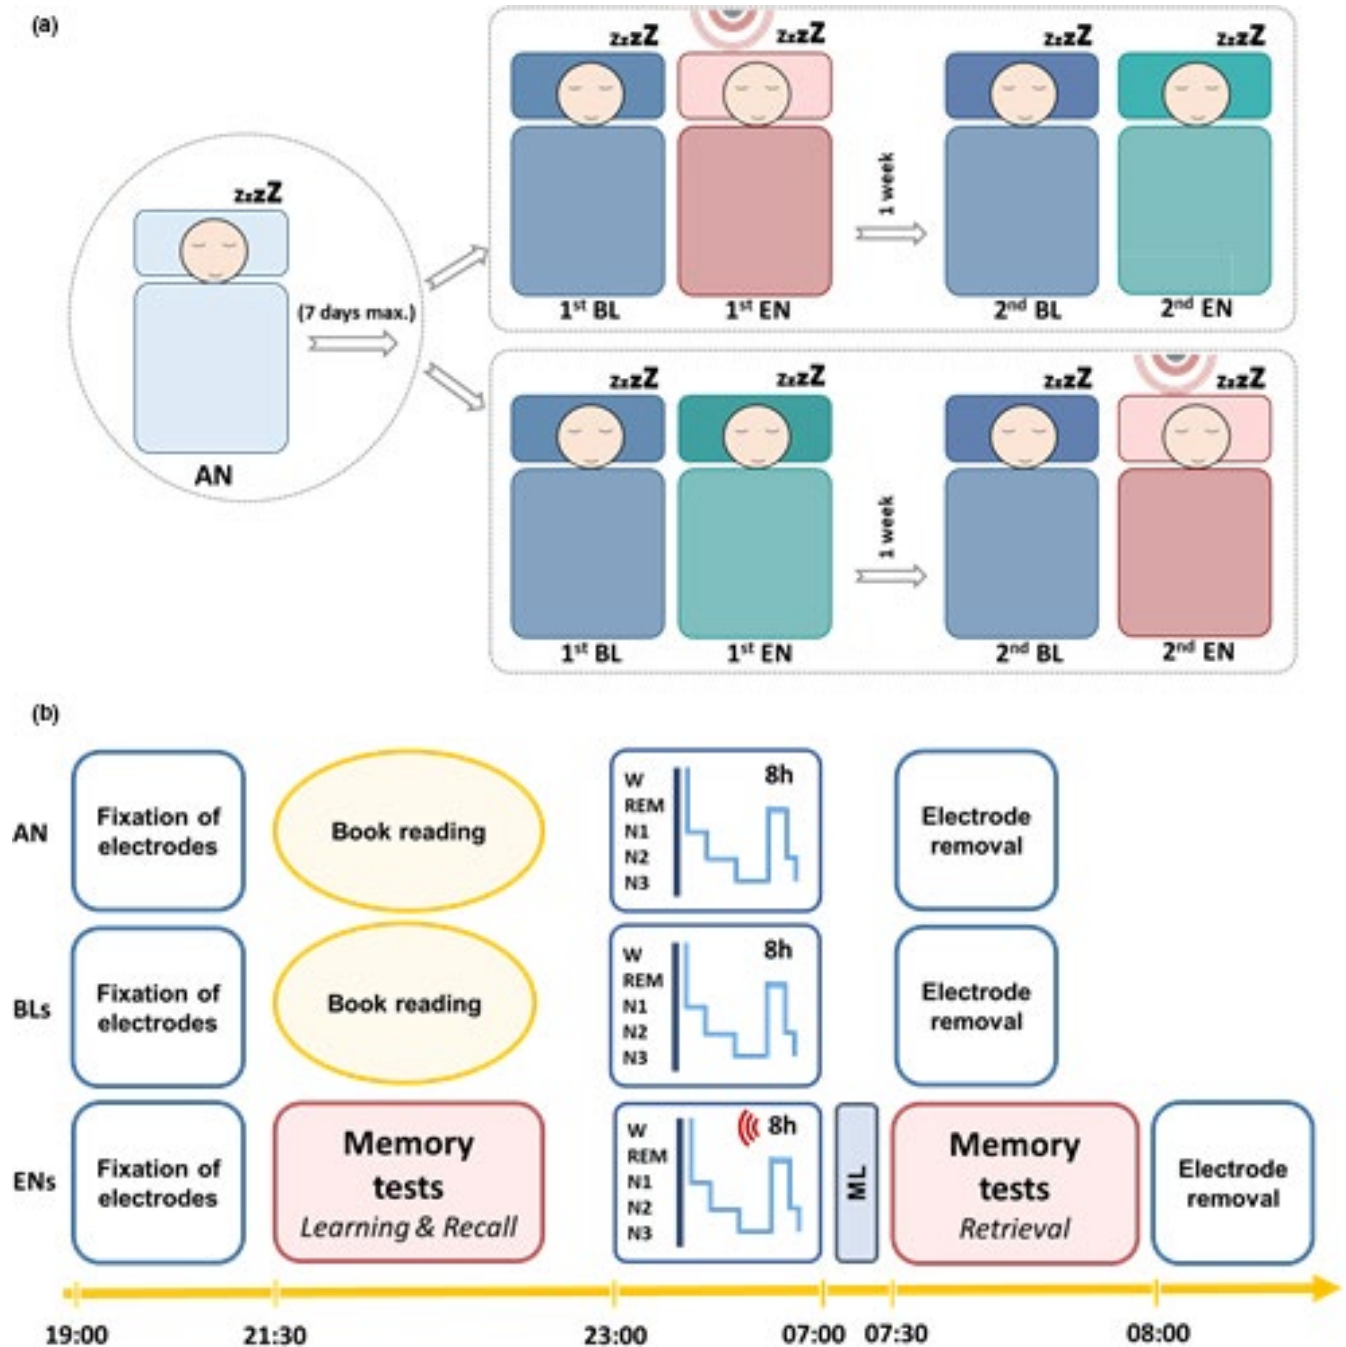 (a)
zzzZ
zzzZ
zzzZ
zzzZ
1st BL
1st EN
1 week
2nd BL
2nd EN
zzzZ
(7 days max.)
AN
zzzZ
zzzZ
zzzZ
zzzZ
1st BL
1st EN
1 week
2nd BL
2nd EN
(b)
AN
Fixation of
electrodes
Book reading
8h
W
REM
N1
N2
N3
Electrode
removal
BLs
Fixation of
electrodes
Book reading
8h
W
REM
N1
N2
N3
Electrode
removal
ENs
Fixation of
electrodes
Memory
tests
Learning & Recall
8h
W
REM
N1
N2
N3
ML
Memory
tests
Retrieval
Electrode
removal
19:00 21:30 23:00 07:00 07:30 08:00